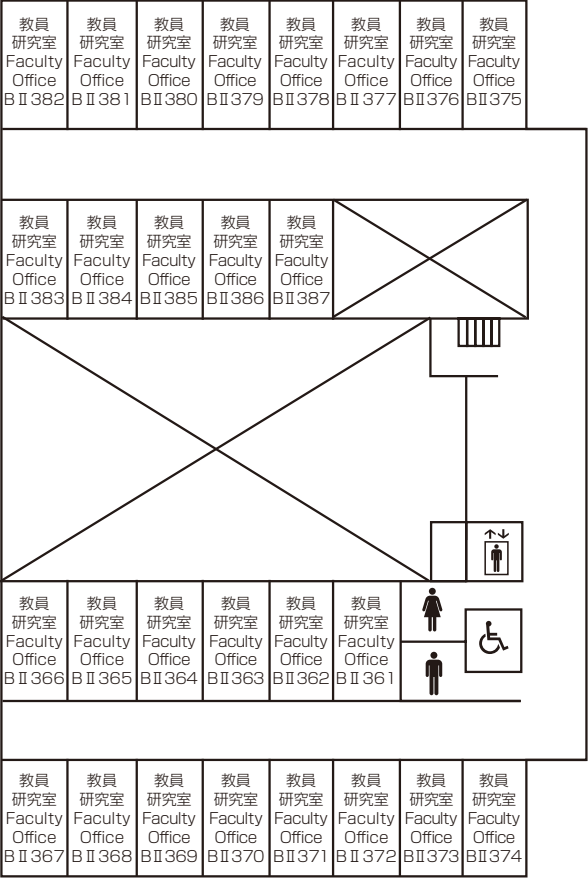 教員
研究室
Faculty
Office
BⅡ382
教員
研究室
Faculty
Office
BⅡ381
教員
研究室
Faculty
Office
BⅡ380
教員
研究室
Faculty
Office
BⅡ379
教員
研究室
Faculty
Office
BⅡ378
教員
研究室
Faculty
Office
BⅡ377
教員
研究室
Faculty
Office
BⅡ376
教員
研究室
Faculty
Office
BⅡ375
教員
研究室
Faculty
Office
BⅡ383
教員
研究室
Faculty
Office
BⅡ384
教員
研究室
Faculty
Office
BⅡ385
教員
研究室
Faculty
Office
BⅡ386
教員
研究室
Faculty
Office
BⅡ387
教員
研究室
Faculty
Office
BⅡ366
教員
研究室
Faculty
Office
BⅡ365
教員
研究室
Faculty
Office
BⅡ364
教員
研究室
Faculty
Office
BⅡ363
教員
研究室
Faculty
Office
BⅡ362
教員
研究室
Faculty
Office
BⅡ361
教員
研究室
Faculty
Office
BⅡ367
教員
研究室
Faculty
Office
BⅡ368
教員
研究室
Faculty
Office
BⅡ369
教員
研究室
Faculty
Office
BⅡ370
教員
研究室
Faculty
Office
BⅡ371
教員
研究室
Faculty
Office
BⅡ372
教員
研究室
Faculty
Office
BⅡ373
教員
研究室
Faculty
Office
BⅡ374